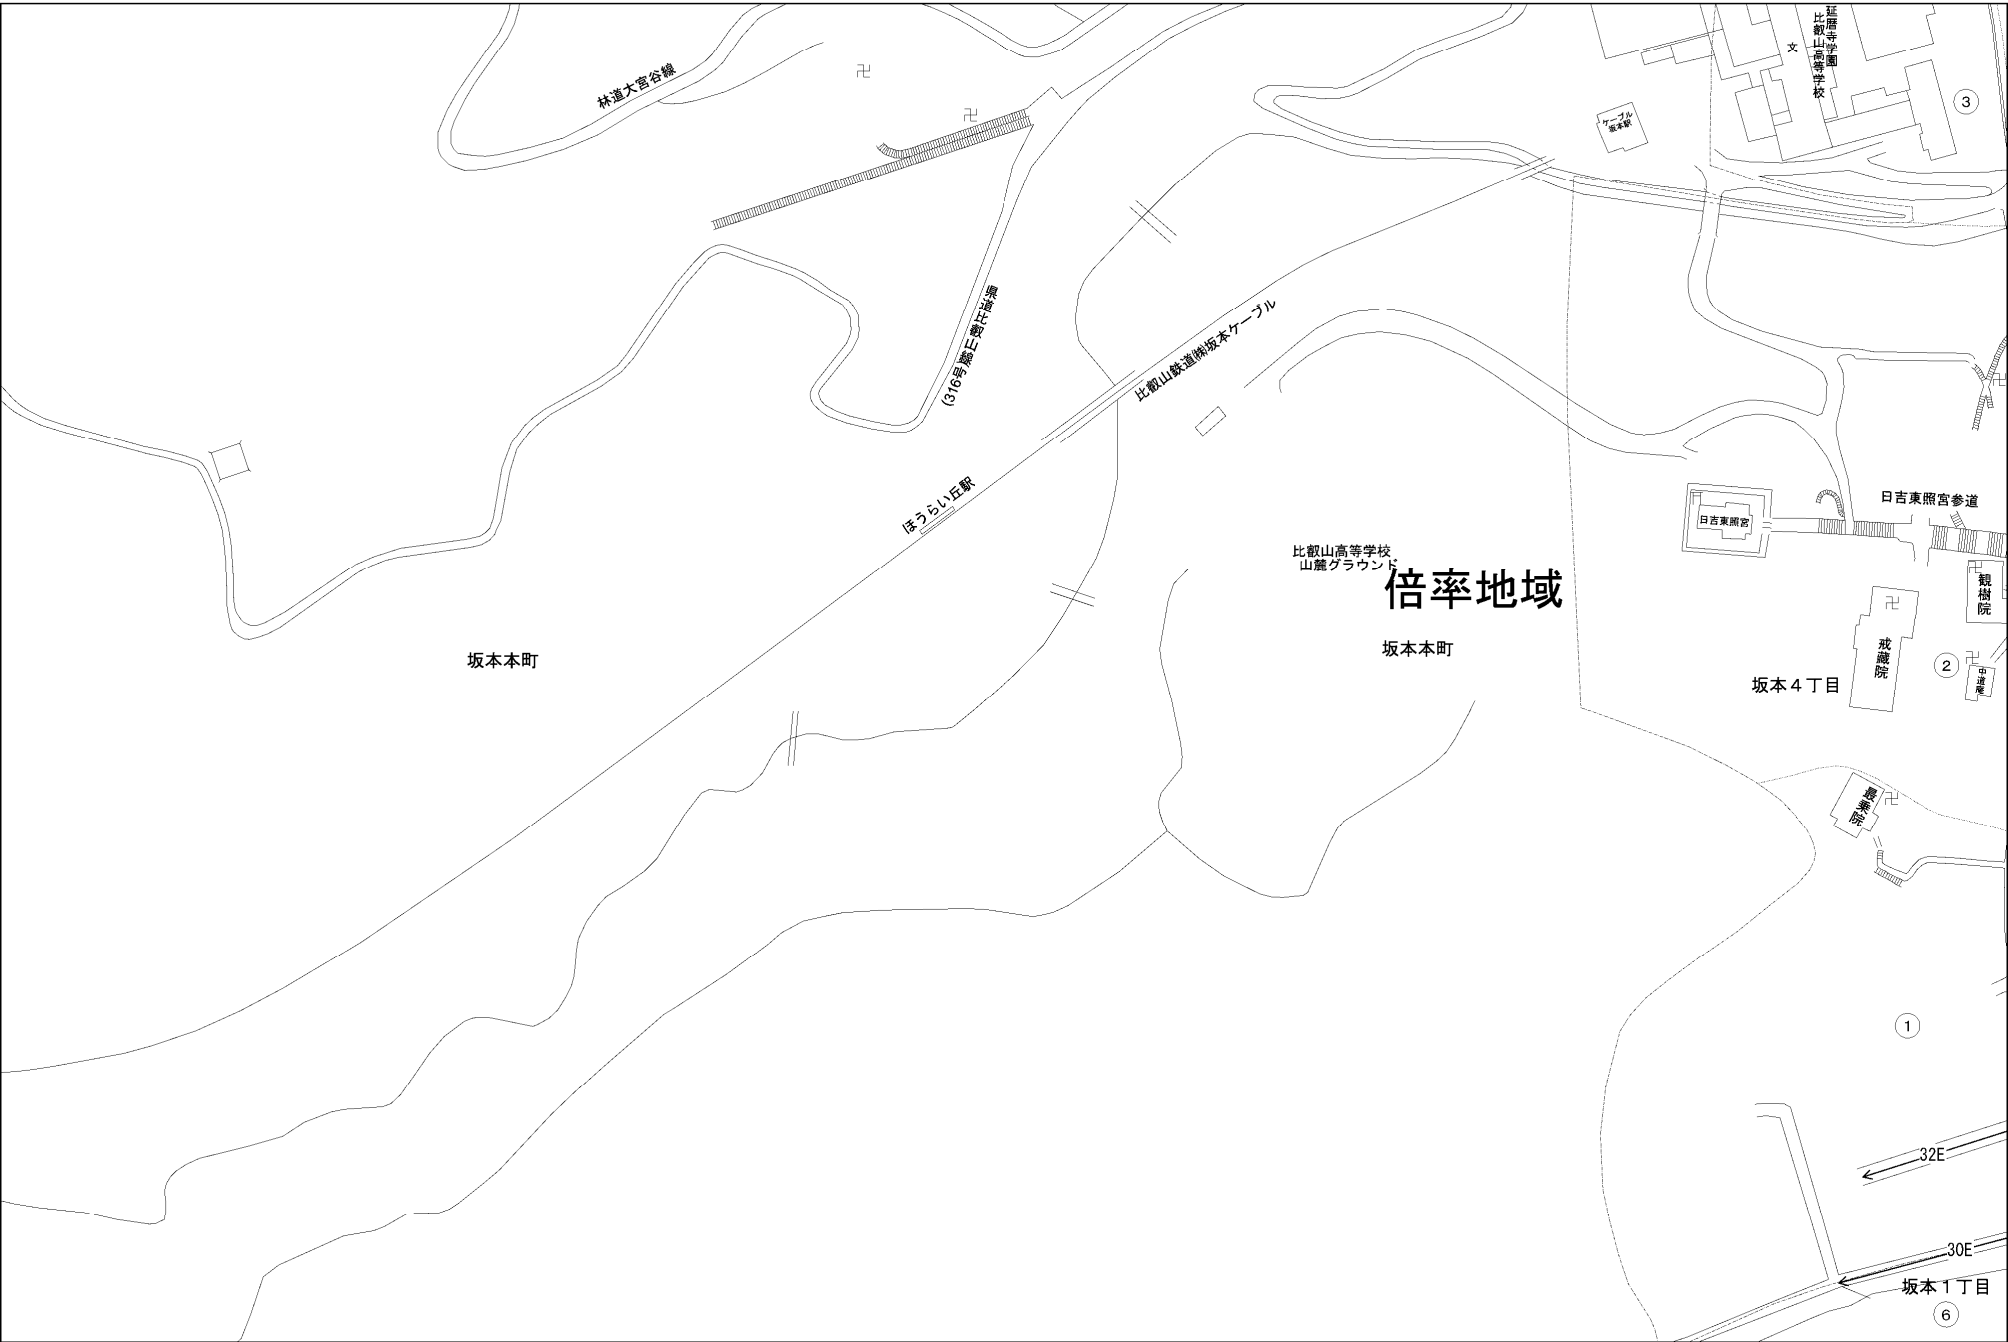 延暦寺学園
比叡山高等学校
文
③
林道大宮谷線
ケーブル
坂本駅
県道比叡山線
(316号
比叡山鉄道㈱坂本ケーブル
ほうらい丘駅
日吉東照宮参道
日吉東照宮
比叡山高等学校
山麓グラウンド
倍率地域
観樹院
戒蔵院
坂本本町
坂本本町
②
中道庵
坂本4丁目
最乗院
①
32E
30E
坂本1丁目
⑥